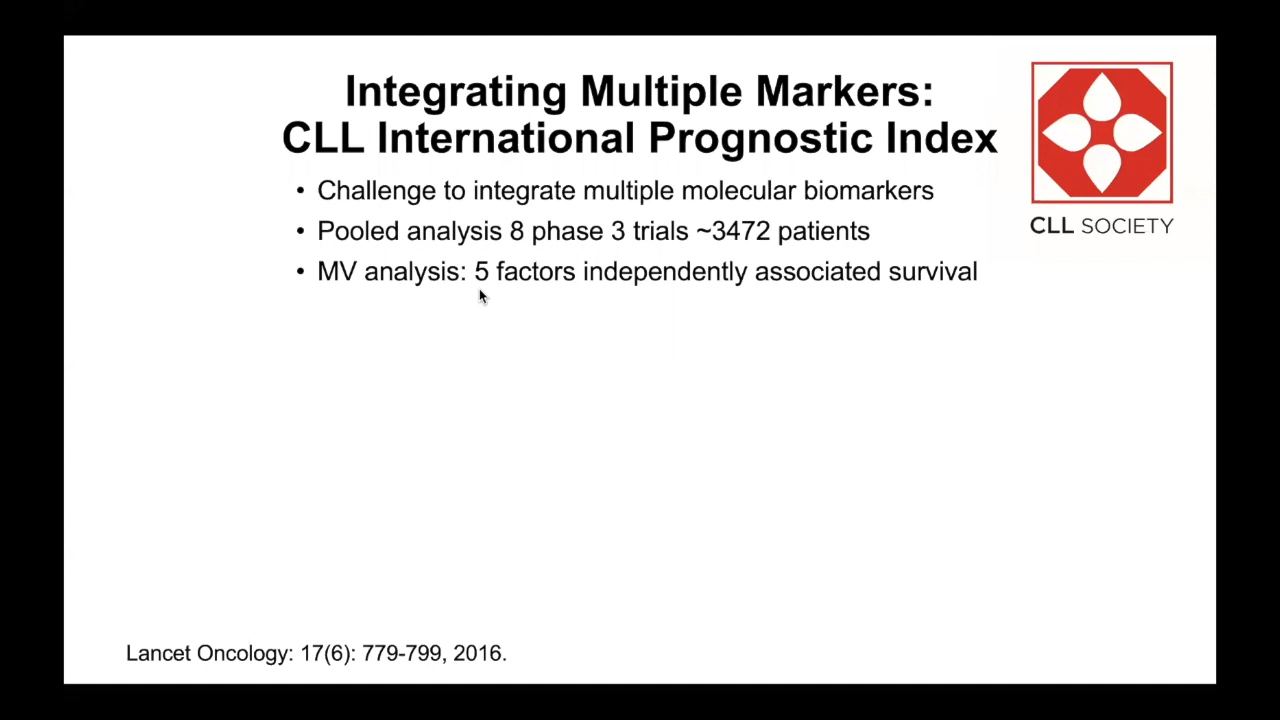 Integrating Multiple Markers:
CLL International Prognostic Index
• Challenge to integrate multiple molecular biomarkers
• Pooled analysis 8 phase 3 trials ~3472 patients
• MV analysis: 5 factors independently associated survival
CLL SOCIETY
Lancet Oncology: 17(6): 779-799, 2016.